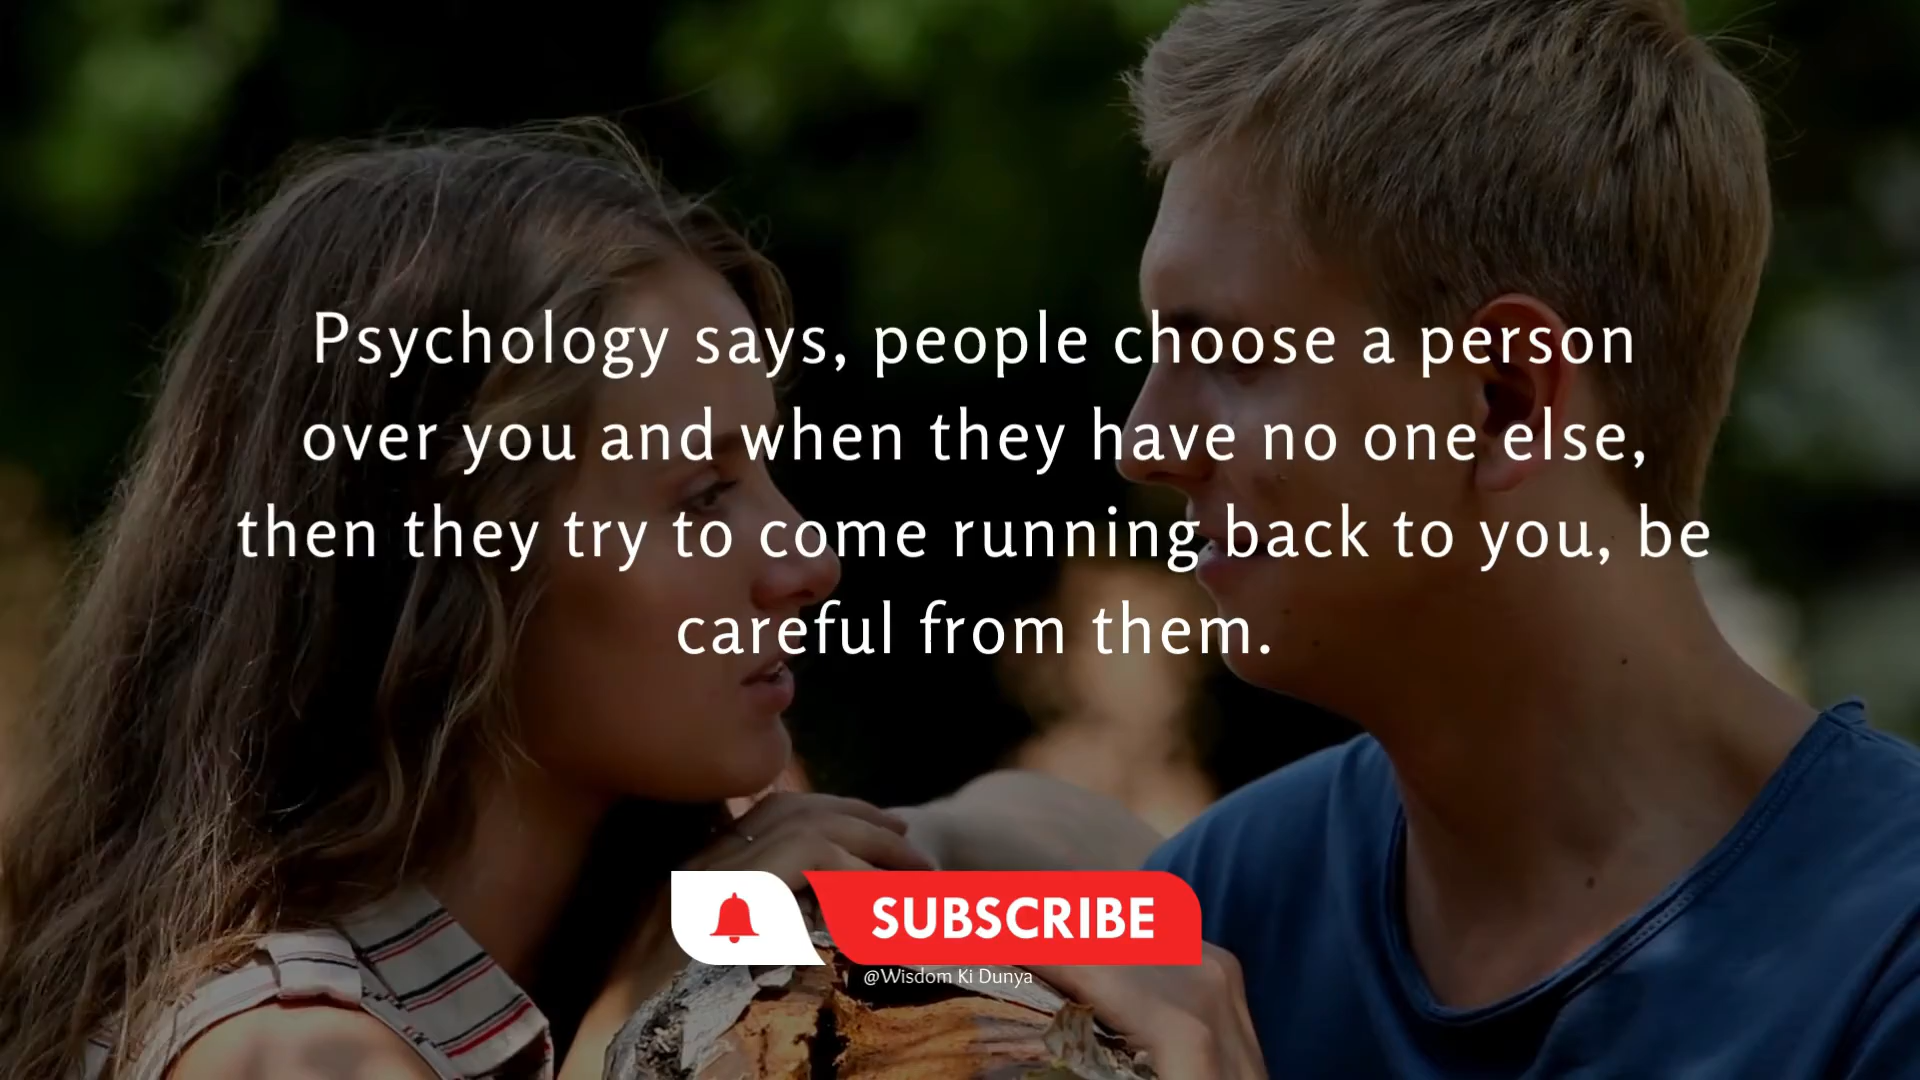 Psychology says, people choose a person
over you and when they have no one else,
then they try to come running back to you, be
careful from them.
SUBSCRIBE
@Wisdom Ki Dunya